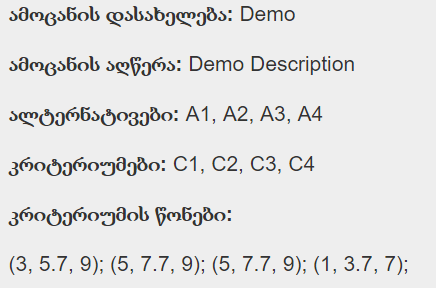 ამოცანის დასახელება: Demo
ამოცანის აღწერა: Demo Description
ალტერნატივები: A1, A2, A3, A4
კრიტერიუმები: C1, C2, C3, C4
კრიტერიუმის წონები:
(3, 5.7, 9); (5, 7.7, 9); (5, 7.7, 9); (1, 3.7, 7);